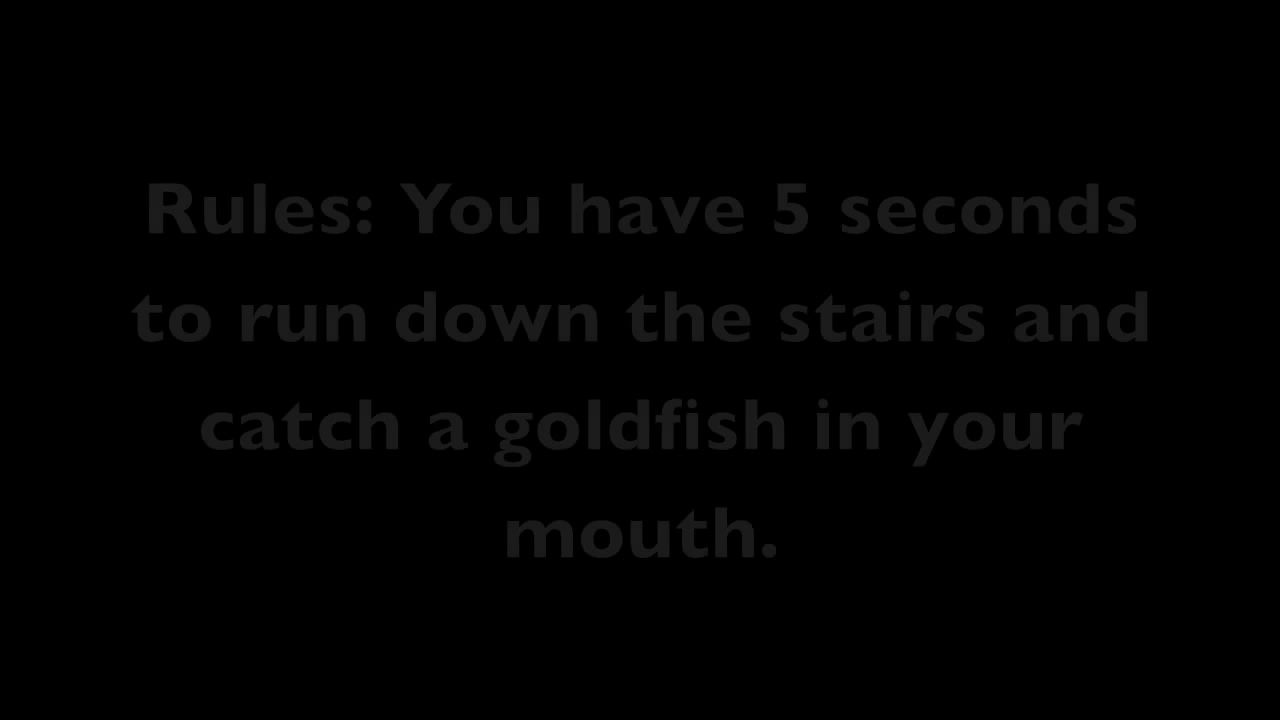 Rules: You have 5 seconds
to run down the stairs and
catch a goldfish in your
mouth.